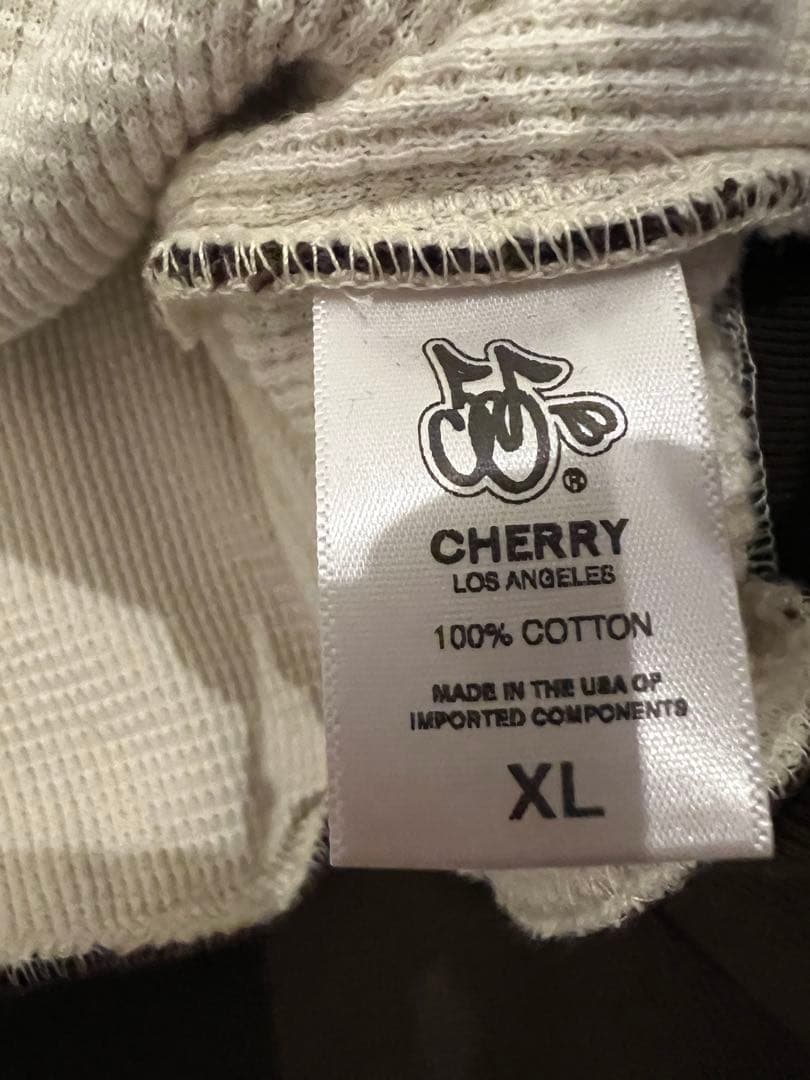 ®
CHERRY
LOS ANGELES
100% COTTON
MADE IN THE USA OF
IMPORTED COMPONENTS
XL